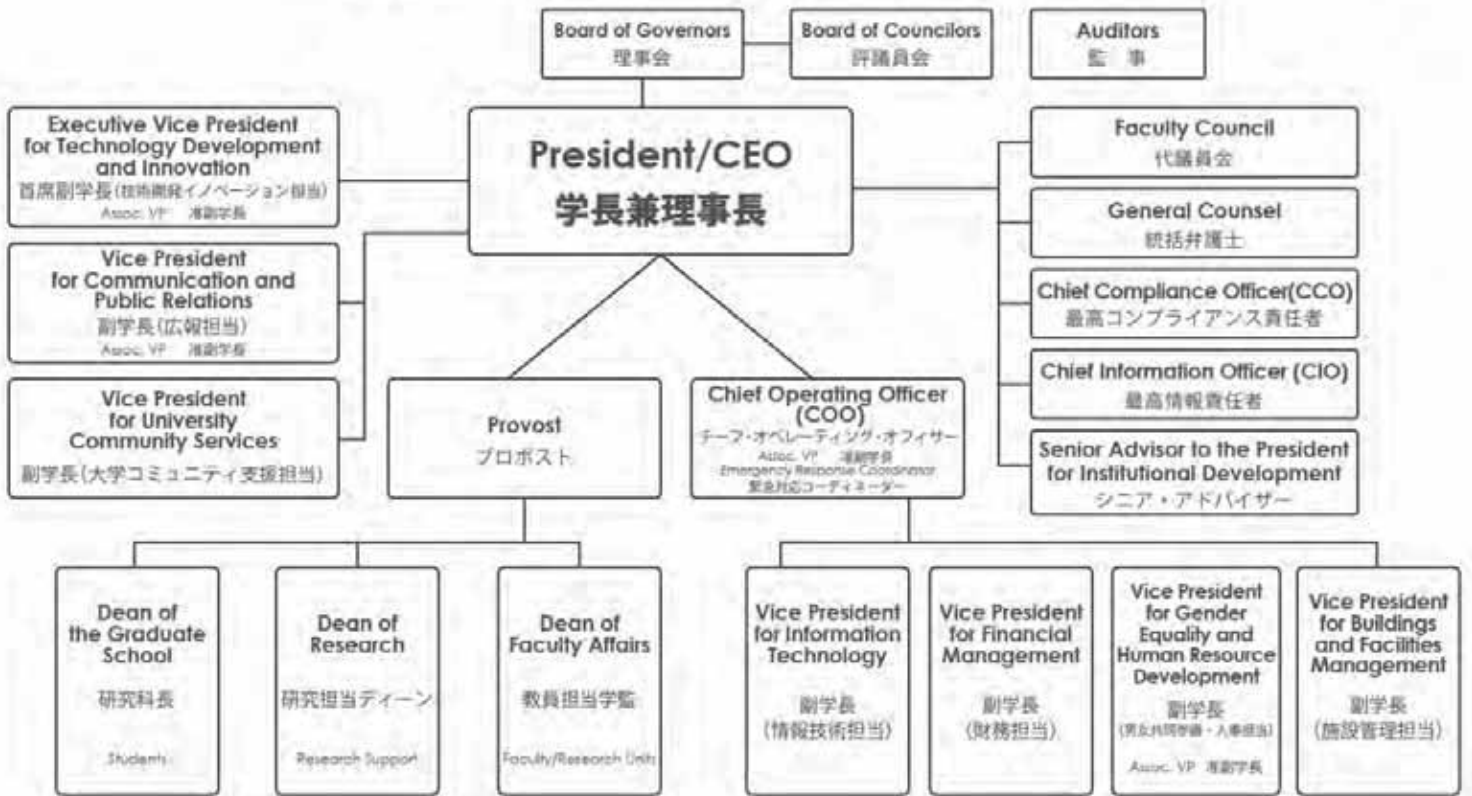 Board of Governors
理事会
Board of Councilors
評議員会
Auditors
監 事
Executive Vice President
for Technology Development
and Innovation
首席副学長(技術開発イノベーション担当)
Assoc. VP 准副学長
President/CEO
学長兼理事長
Faculty Council
代議員会
General Counsel
統括弁護士
Vice President
for Communication and
Public Relations
副学長(広報担当)
Assoc. VP 准副学長
Chief Compliance Officer(CCO)
最高コンプライアンス責任者
Chief Information Officer (CIO)
最高情報責任者
Vice President
for University
Community Services
副学長(大学コミュニティ支援担当)
Provost
プロボスト
Chief Operating Officer
(COO)
チーフ・オペレーティング・オフィサー
Assoc. VP 准副学長
Emergency Response Coordinator
緊急対応コーディネーター
Senior Advisor to the President
for Institutional Development
シニア・アドバイザー
Dean of
the Graduate
School
研究科長
Students
Dean of
Research
研究担当ディーン
Research Support
Dean of
Faculty Affairs
教員担当学監
Faculty/Research Units
Vice President
for Information
Technology
副学長
(情報技術担当)
Vice President
for Financial
Management
副学長
(財務担当)
Vice President
for Gender
Equality and
Human Resource
Development
副学長
(男女共同参画・人事担当)
Assoc. VP 准副学長
Vice President
for Buildings
and Facilities
Management
副学長
(施設管理担当)